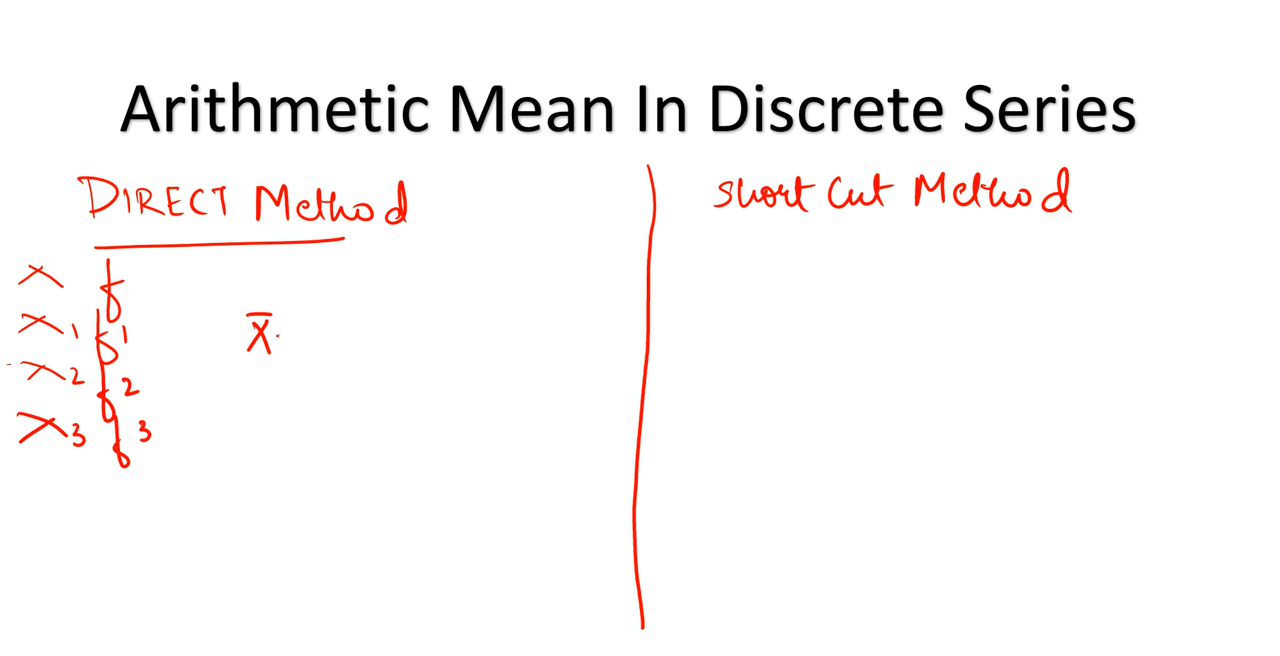 Arithmetic Mean In Discrete Series
DIRECT Method
x f
x1 f1
x2 f2
x3 f3
X̄
Short Cut Method